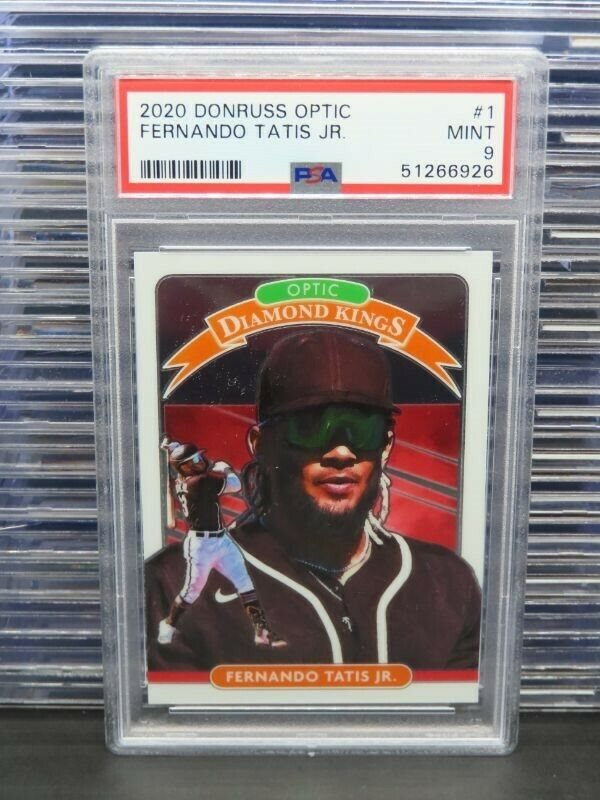 2020 DONRUSS OPTIC #1
FERNANDO TATIS JR. MINT
9
PSA 51266926
OPTIC
DIAMOND KINGS
FERNANDO TATIS JR.